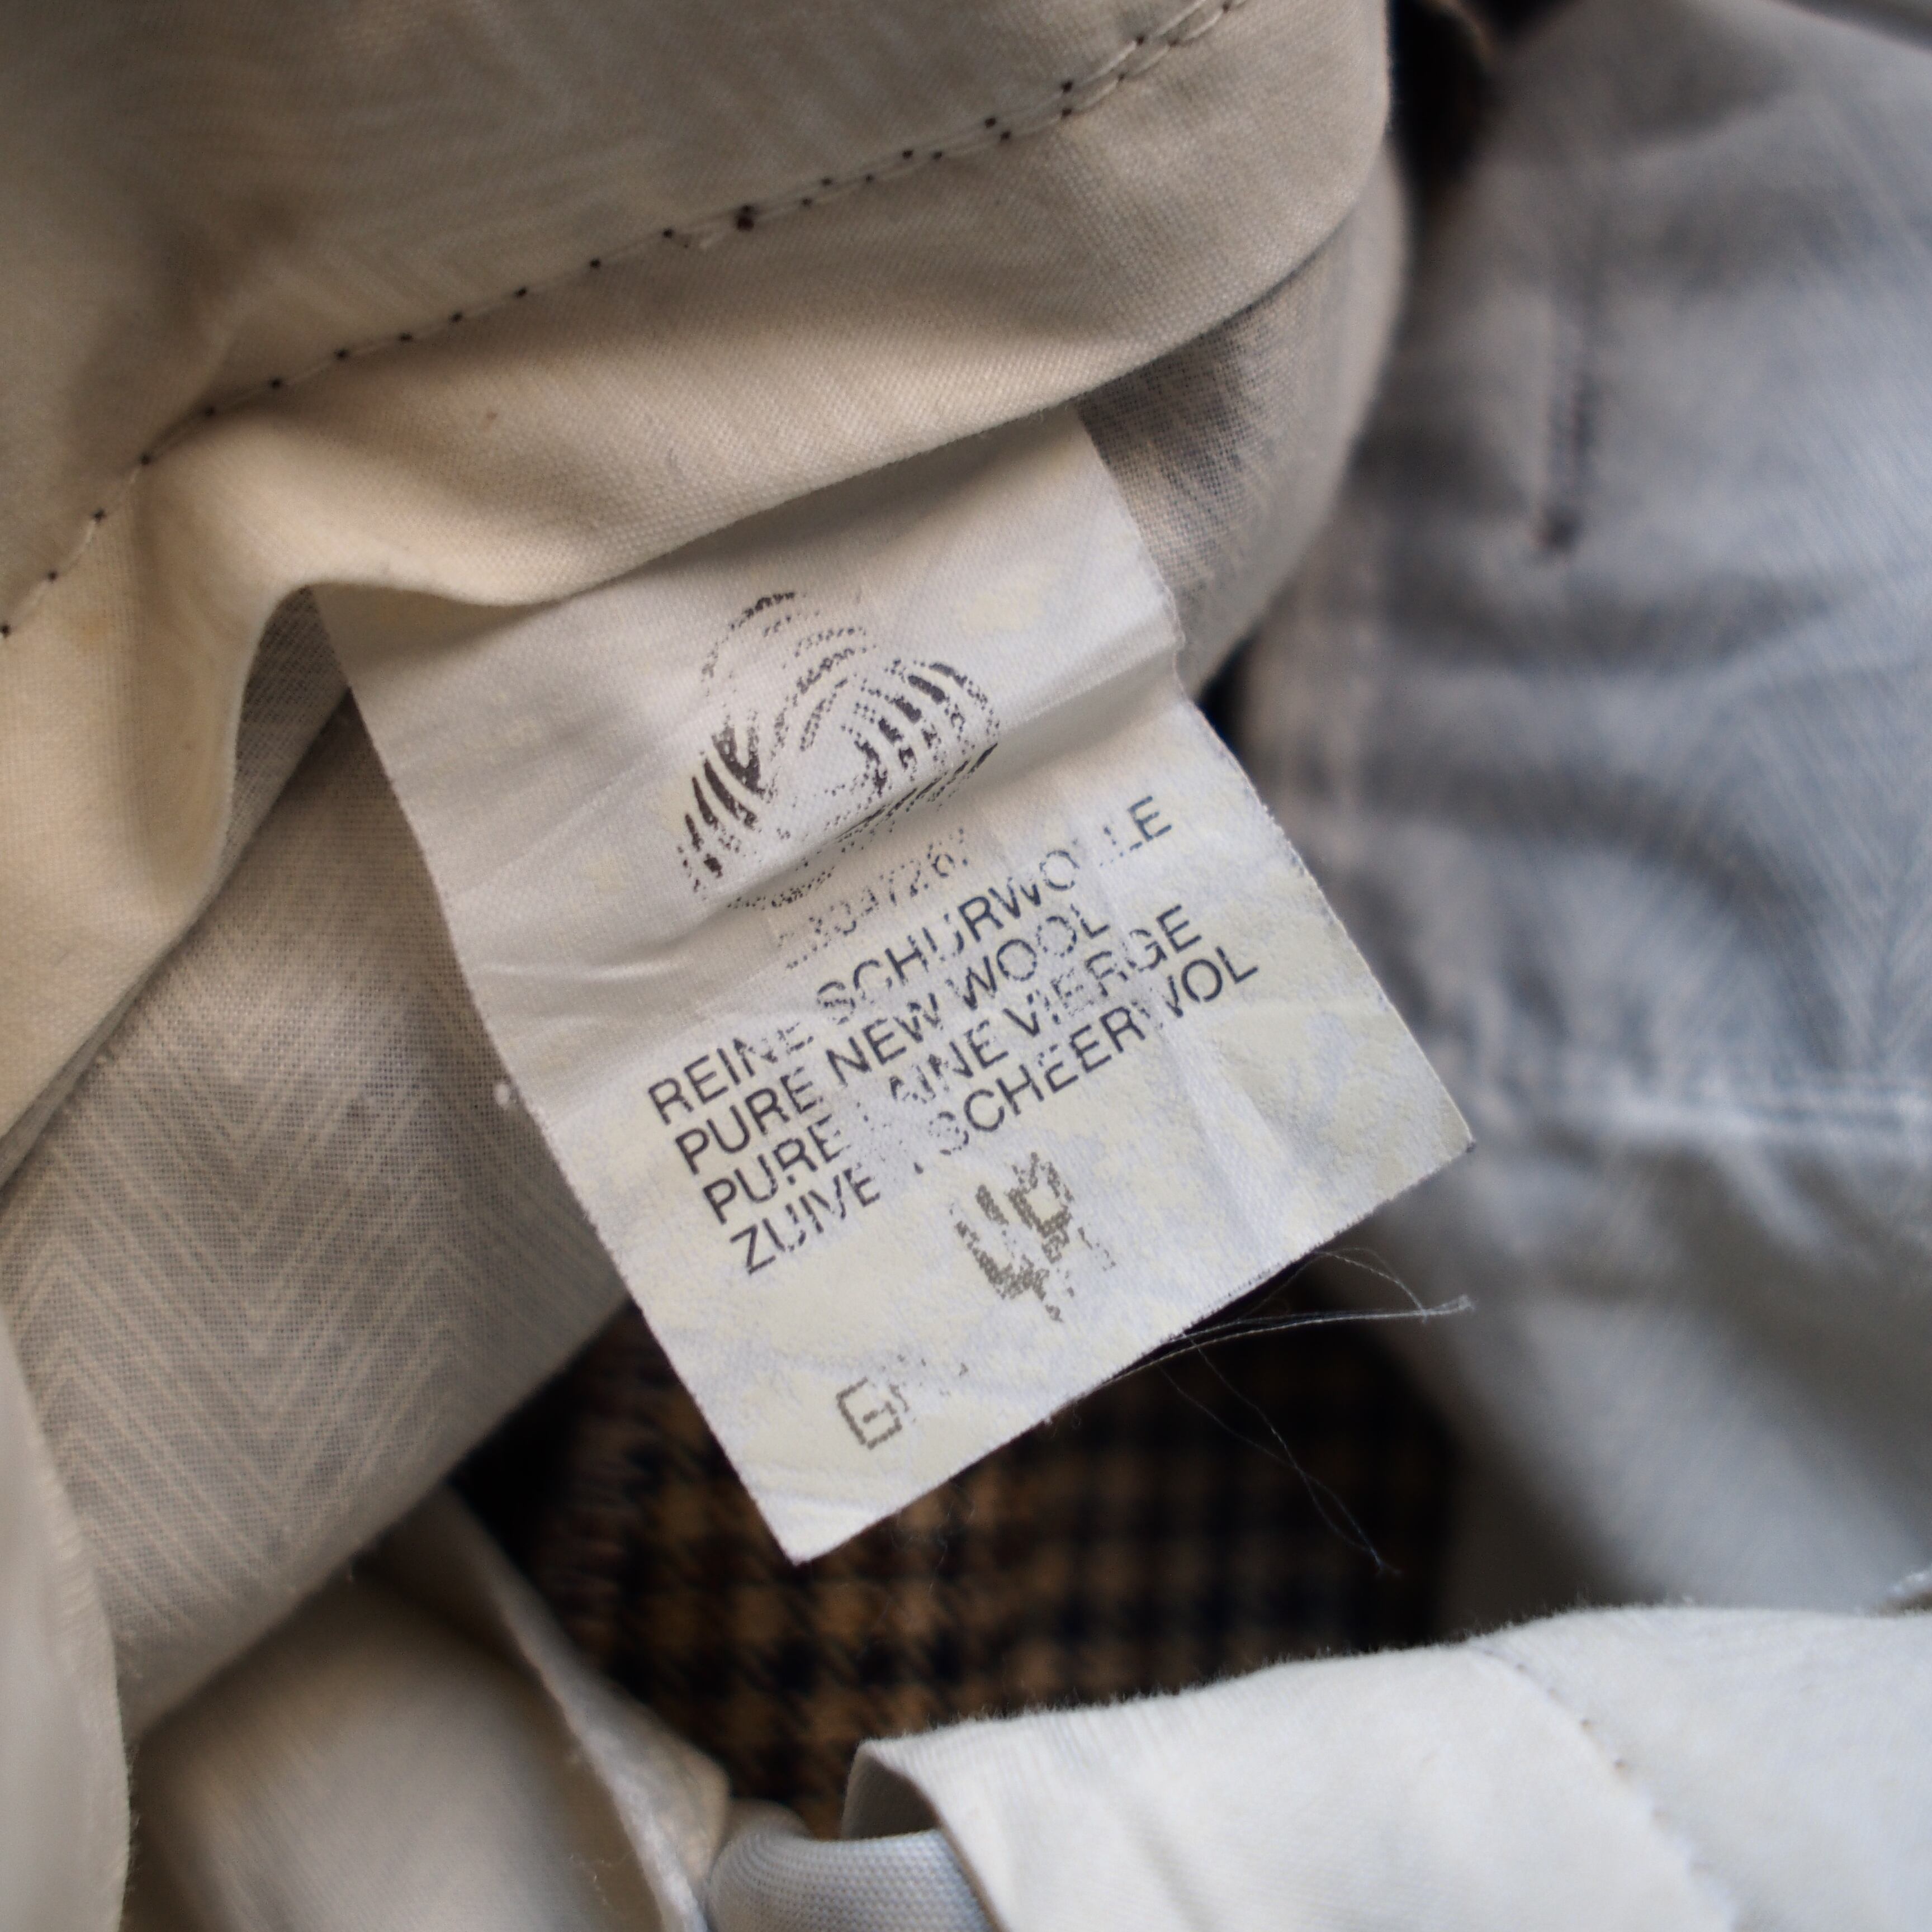 REINE SCHURWOLLE
PURE NEW WOOL
PURE LAINE VIERGE
ZUIVER SCHEERWOL